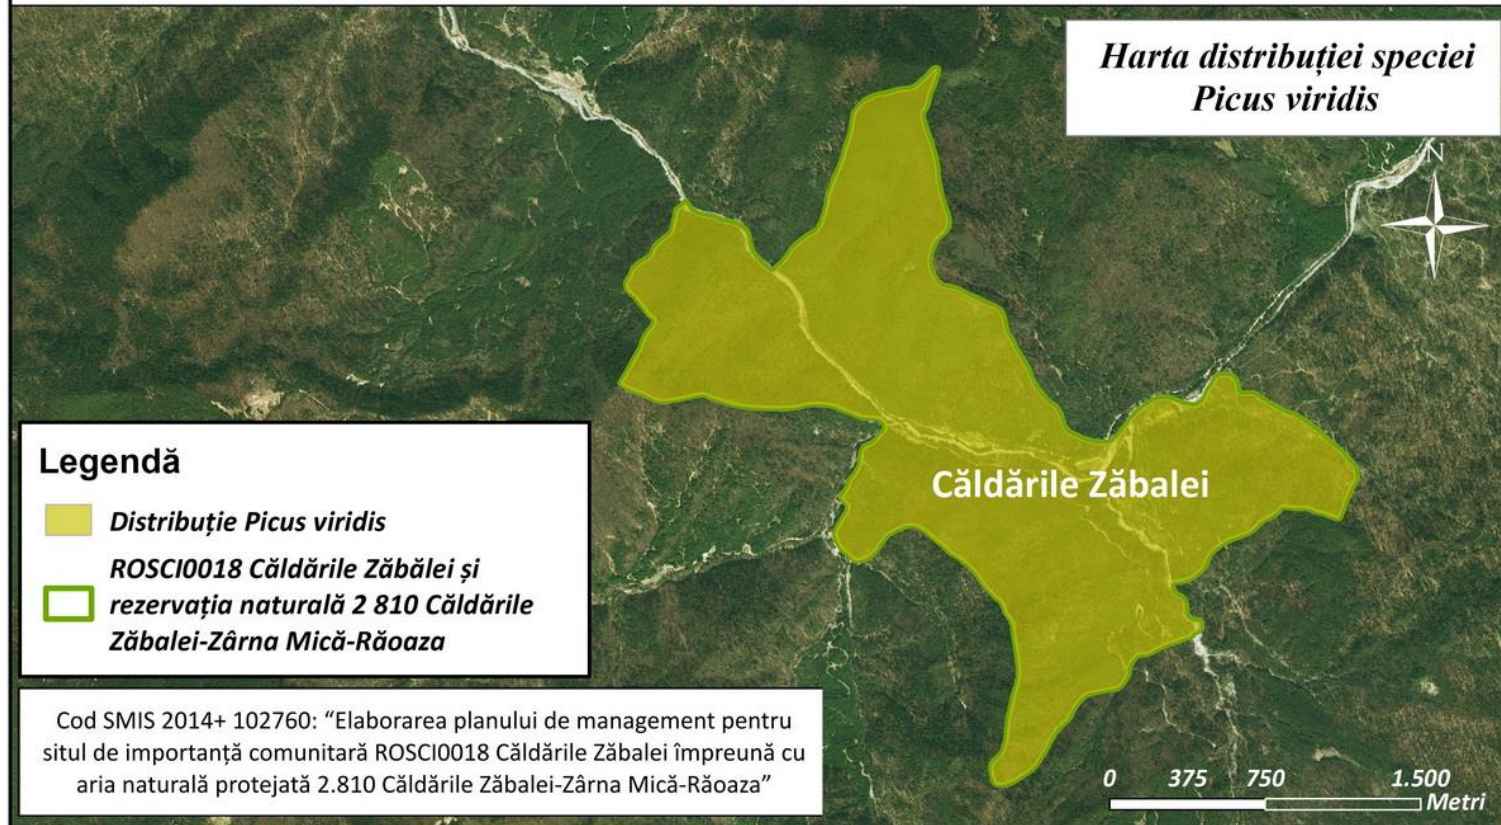 Harta distribuției speciei
Picus viridis
N
Căldările Zăbalei
Legendă
Distribuție Picus viridis
ROSCI0018 Căldările Zăbălei și
rezervația naturală 2 810 Căldările
Zăbalei-Zârna Mică-Răoaza
Cod SMIS 2014+ 102760: “Elaborarea planului de management pentru
situl de importanță comunitară ROSCI0018 Căldările Zăbalei împreună cu
aria naturală protejată 2.810 Căldările Zăbalei-Zârna Mică-Răoaza”
0 375 750 1.500
Metri